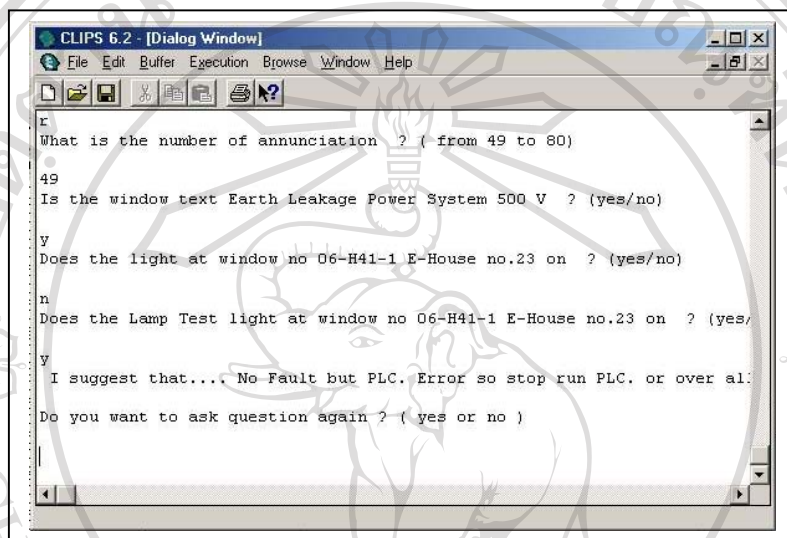 CLIPS 6.2 - [Dialog Window]
File Edit Buffer Execution Browse Window Help
r
What is the number of annunciation ? ( from 49 to 80)
49
Is the window text Earth Leakage Power System 500 V ? (yes/no)
y
Does the light at window no 06-H41-1 E-House no.23 on ? (yes/no)
n
Does the Lamp Test light at window no 06-H41-1 E-House no.23 on ? (yes/
y
I suggest that.... No Fault but PLC. Error so stop run PLC. or over al
Do you want to ask question again ? ( yes or no )